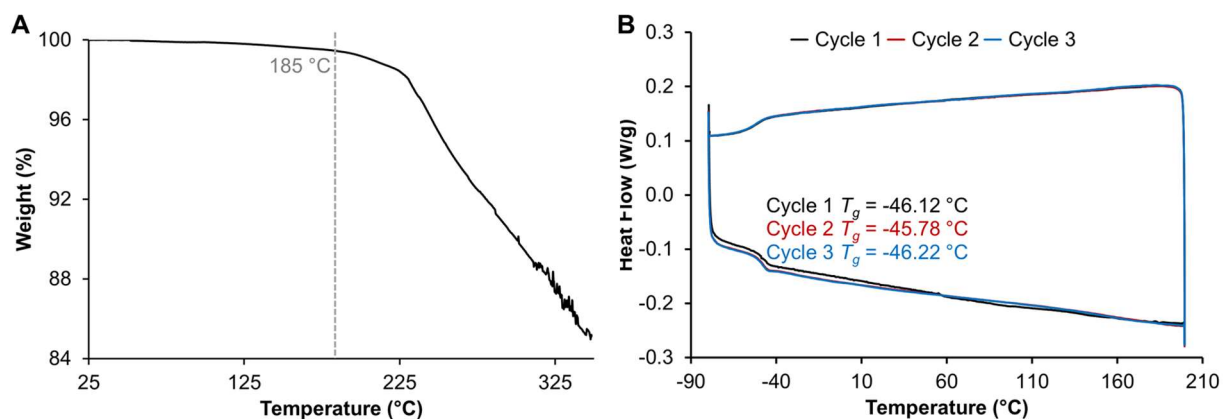 A
100
96
92
88
84
Weight (%)
185 °C
25 125 225 325
Temperature (°C)
B
Cycle 1 Cycle 2 Cycle 3
0.3
0.2
0.1
0.0
-0.1
-0.2
-0.3
Heat Flow (W/g)
Cycle 1 Tg = -46.12 °C
Cycle 2 Tg = -45.78 °C
Cycle 3 Tg = -46.22 °C
-90 -40 10 60 110 160 210
Temperature (°C)